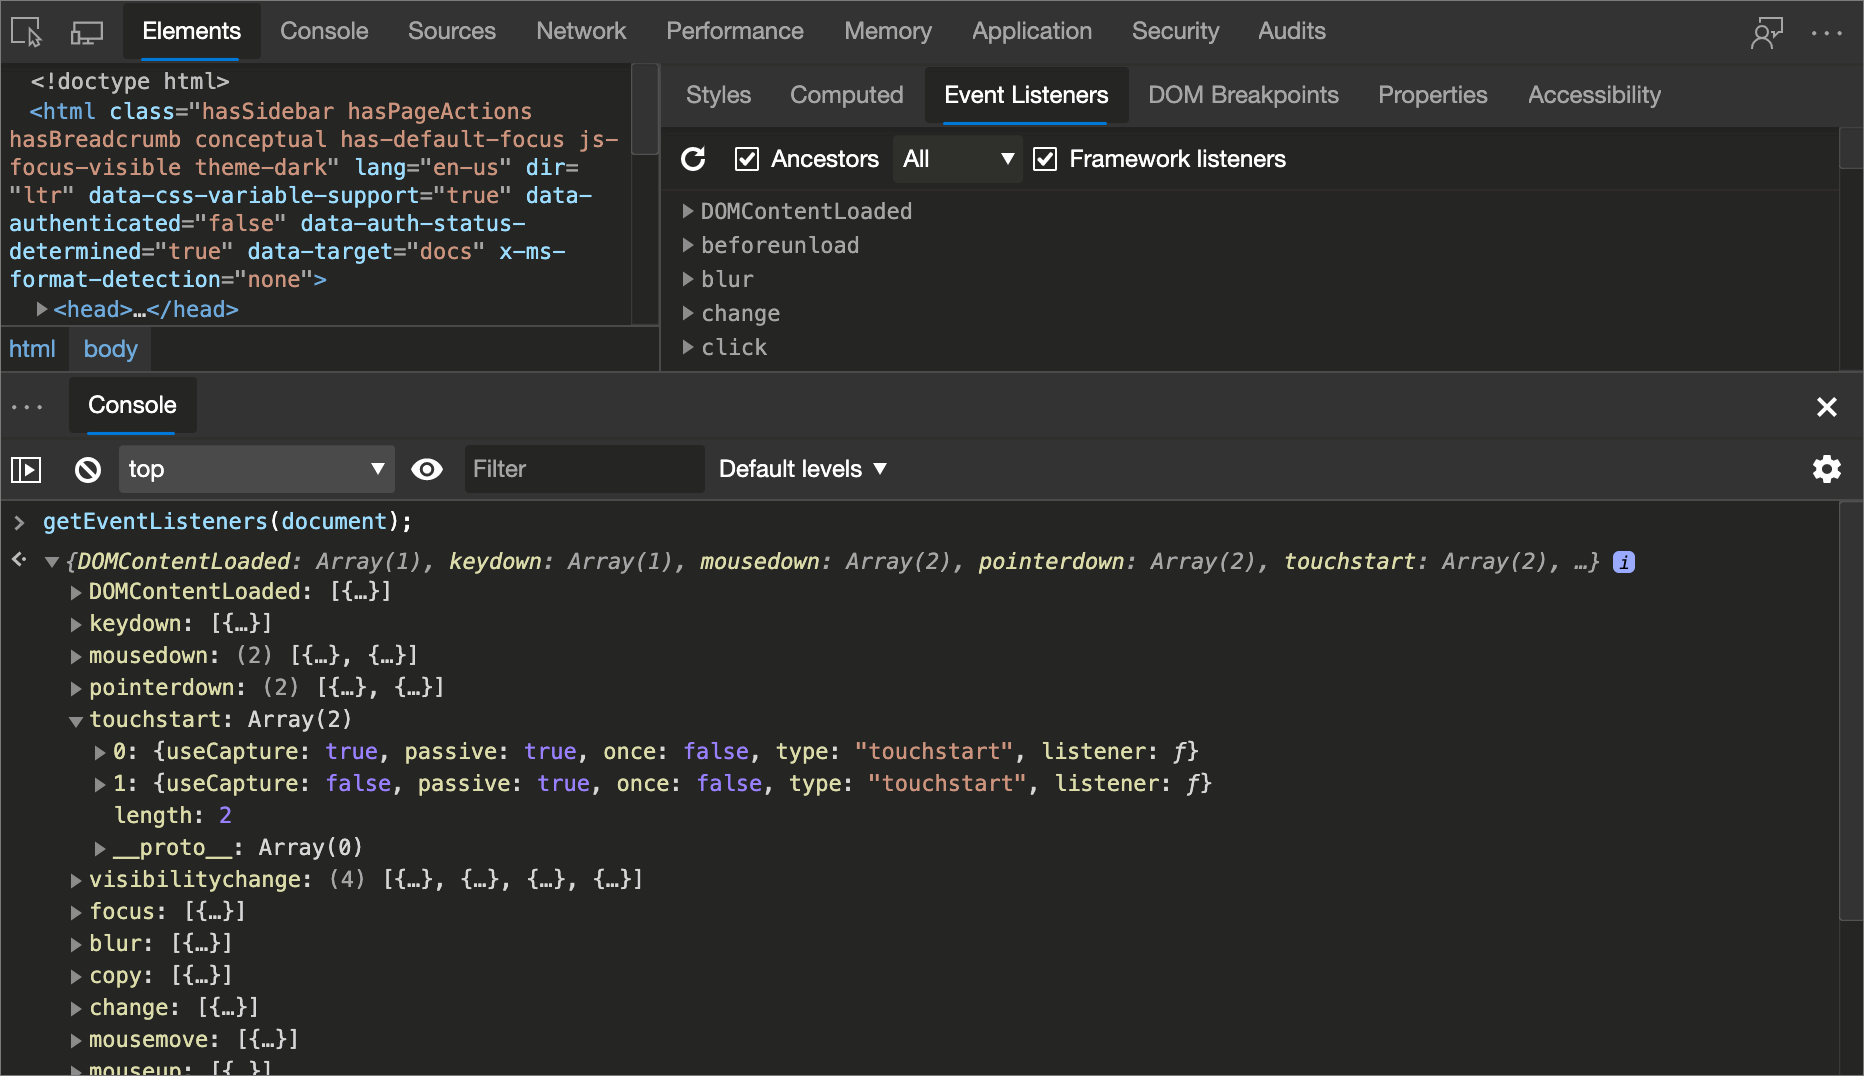 Elements Console Sources Network Performance Memory Application Security Audits
<!doctype html>
<html class="hasSidebar hasPageActions
hasBreadcrumb conceptual has-default-focus js-
focus-visible theme-dark" lang="en-us" dir=
"ltr" data-css-variable-support="true" data-
authenticated="false" data-auth-status-
determined="true" data-target="docs" x-ms-
format-detection="none">
<head>…</head>
html body
Styles Computed Event Listeners DOM Breakpoints Properties Accessibility
Ancestors All Framework listeners
DOMContentLoaded
beforeunload
blur
change
click
Console
top Filter Default levels
getEventListeners(document);
{DOMContentLoaded: Array(1), keydown: Array(1), mousedown: Array(2), pointerdown: Array(2), touchstart: Array(2), …} i
DOMContentLoaded: [{…}]
keydown: [{…}]
mousedown: (2) [{…}, {…}]
pointerdown: (2) [{…}, {…}]
touchstart: Array(2)
0: {useCapture: true, passive: true, once: false, type: "touchstart", listener: ƒ}
1: {useCapture: false, passive: true, once: false, type: "touchstart", listener: ƒ}
length: 2
__proto__: Array(0)
visibilitychange: (4) [{…}, {…}, {…}, {…}]
focus: [{…}]
blur: [{…}]
copy: [{…}]
change: [{…}]
mousemove: [{…}]
mouseup: [{…}]